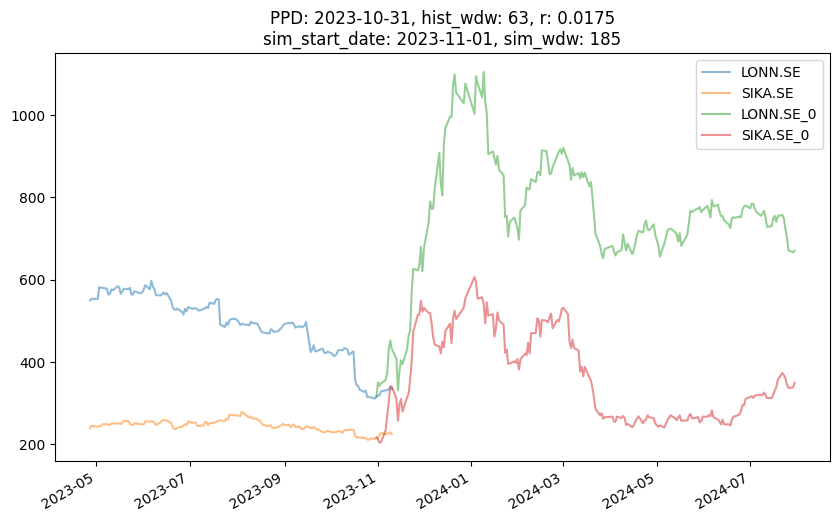 PPD: 2023-10-31, hist_wdw: 63, r: 0.0175
sim_start_date: 2023-11-01, sim_wdw: 185
LONN.SE
SIKA.SE
LONN.SE_0
SIKA.SE_0
1000
800
600
400
200
2023-05
2023-07
2023-09
2023-11
2024-01
2024-03
2024-05
2024-07